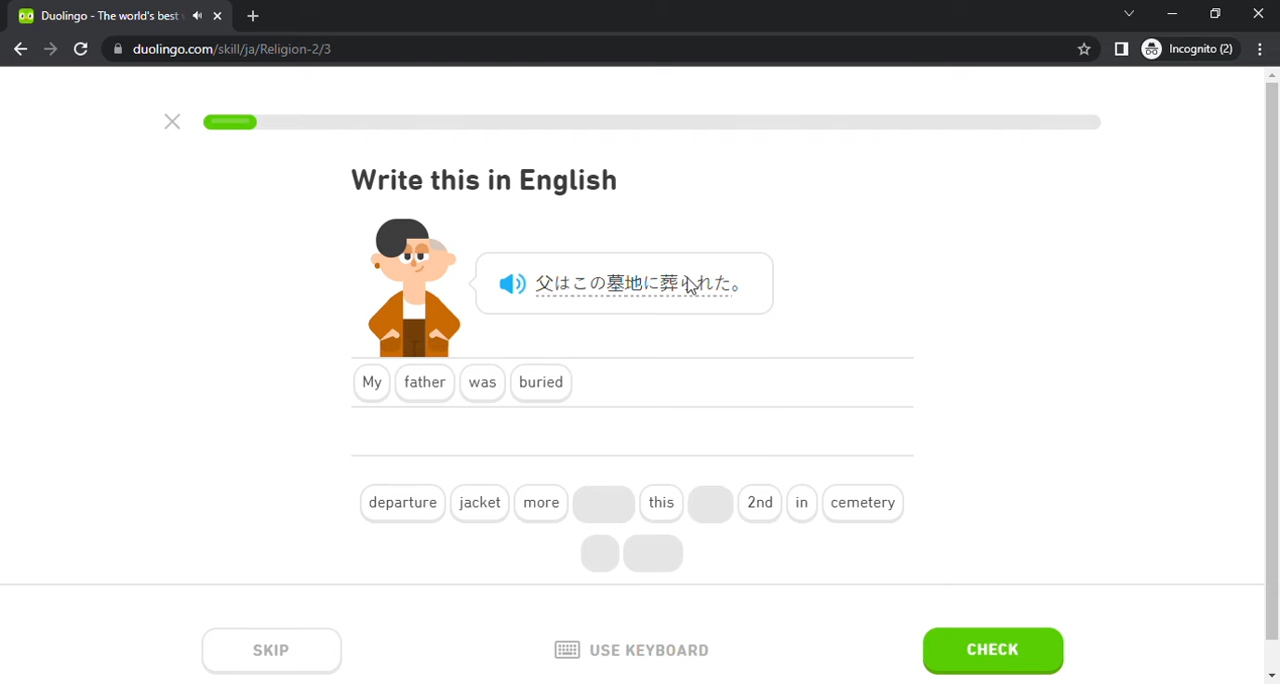 Duolingo - The world's best
duolingo.com/skill/ja/Religion-2/3
Incognito (2)
Write this in English
父はこの墓地に葬られた。
My father was buried
departure jacket more this 2nd in cemetery
SKIP
USE KEYBOARD
CHECK